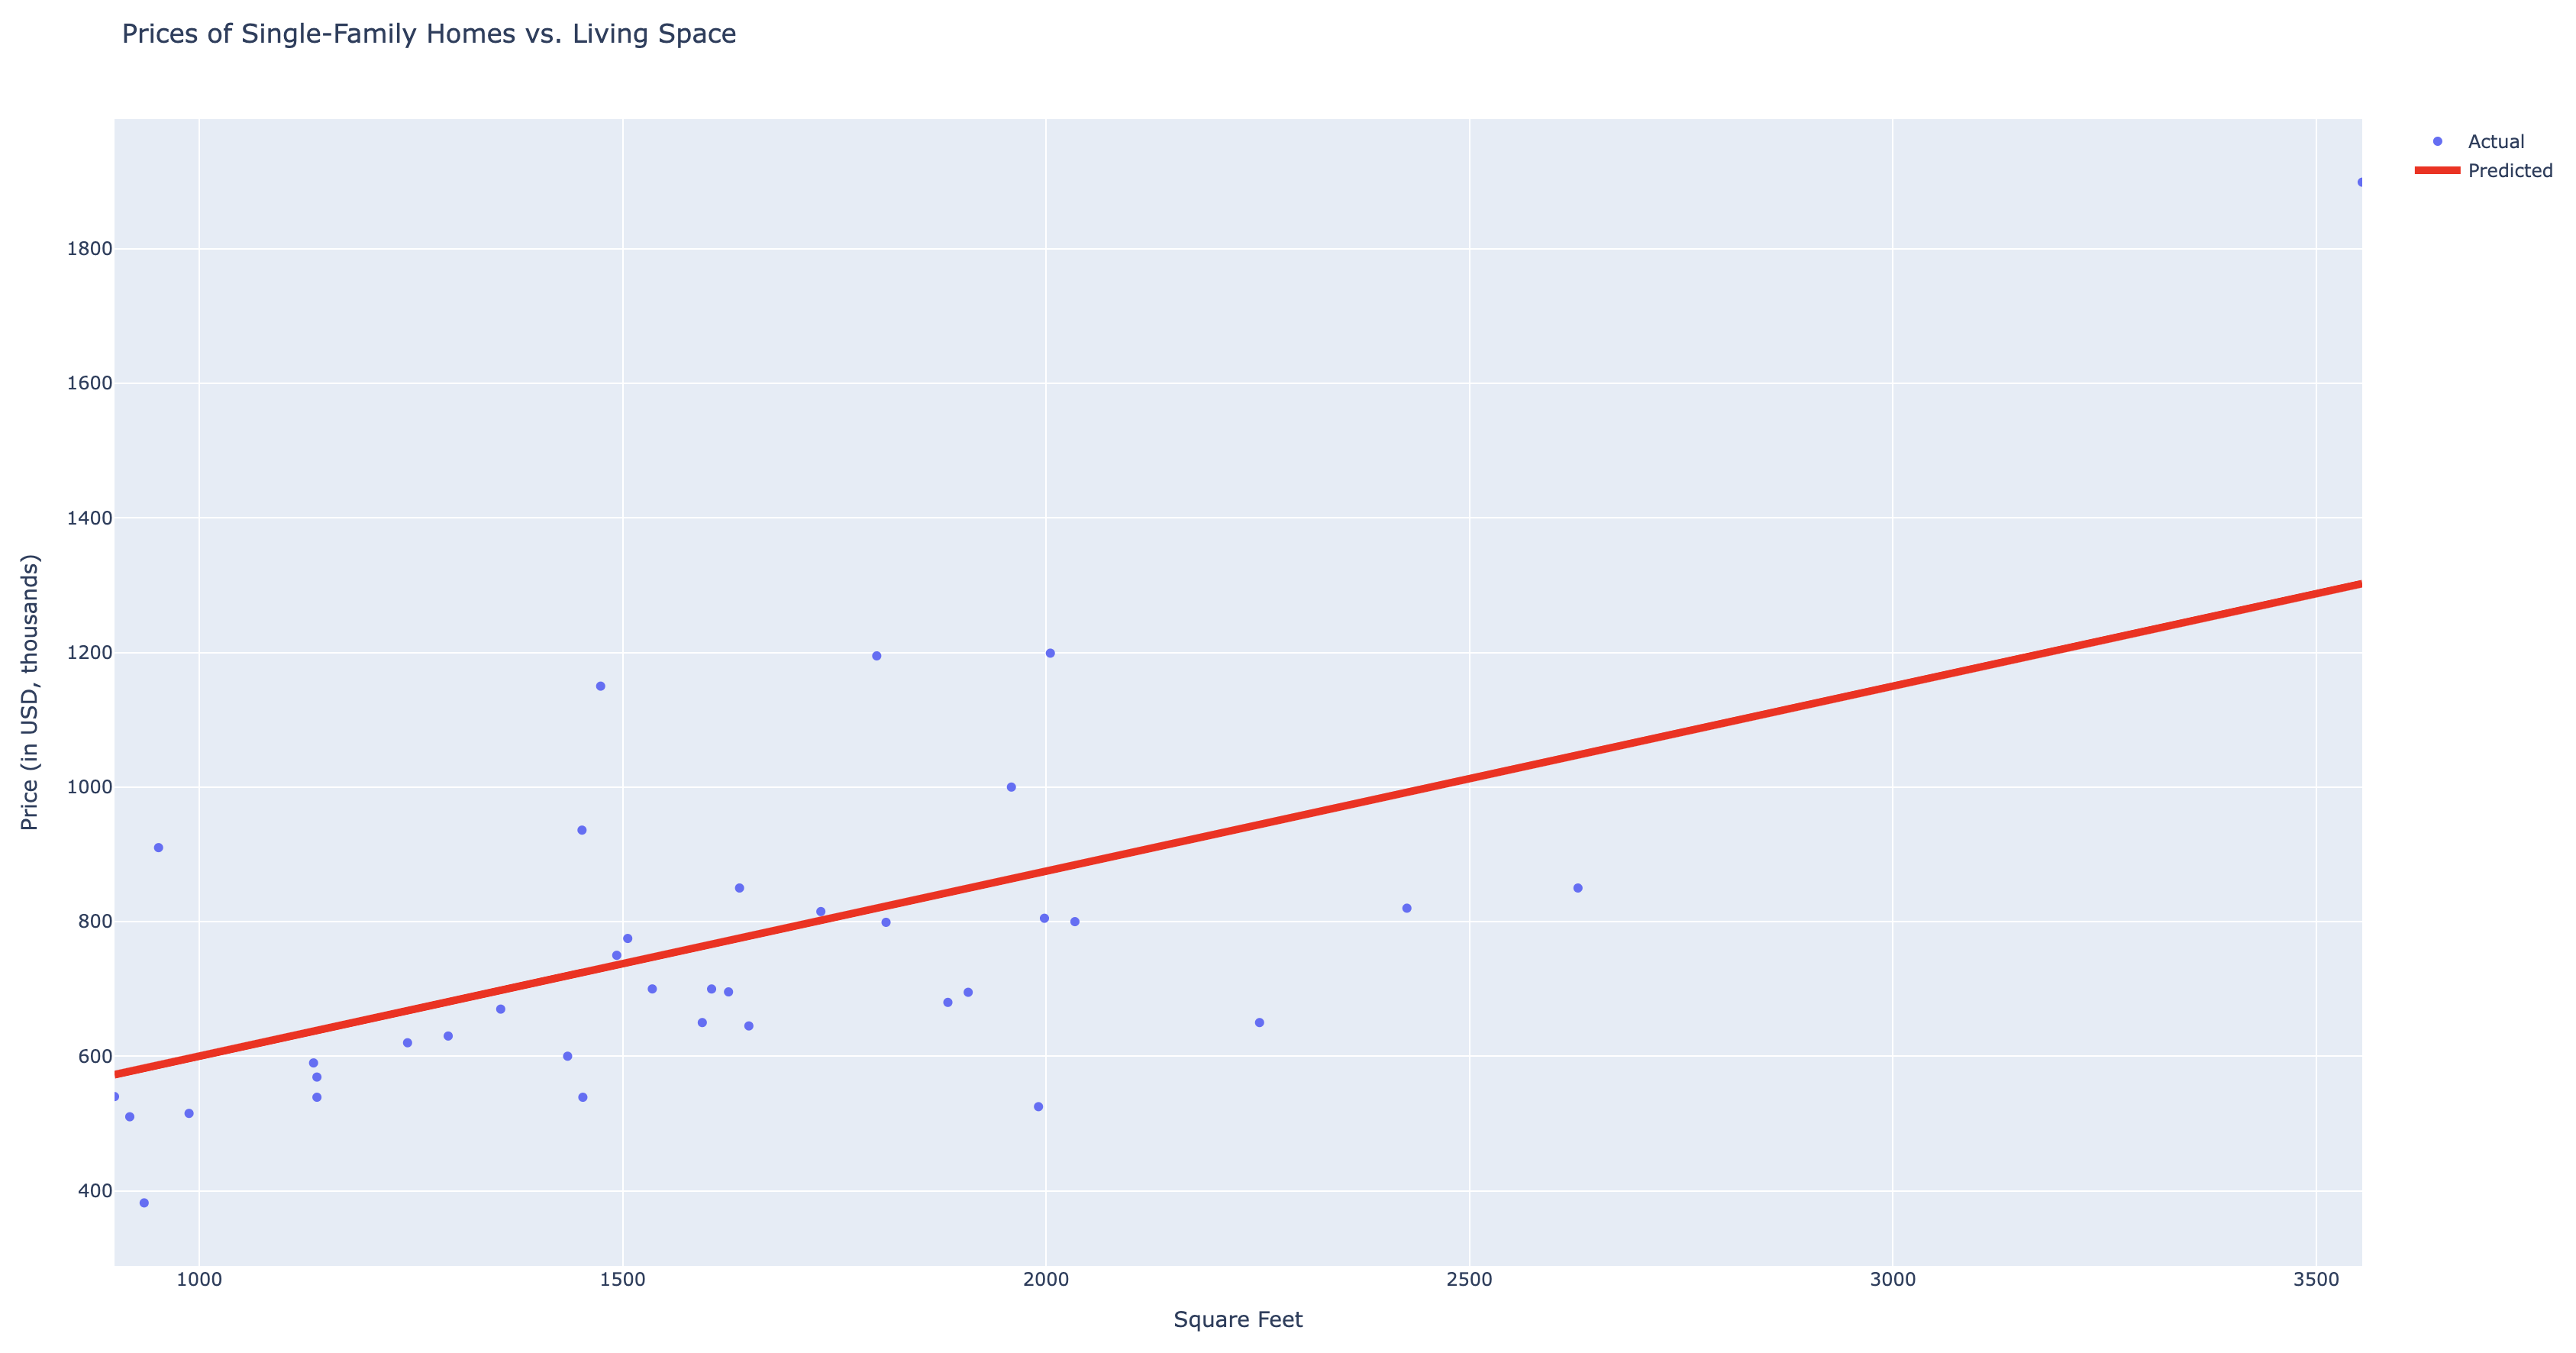 Prices of Single-Family Homes vs. Living Space
Actual
Predicted
1800
1600
1400
1200
1000
800
600
400
Price (in USD, thousands)
1000
1500
2000
2500
3000
3500
Square Feet